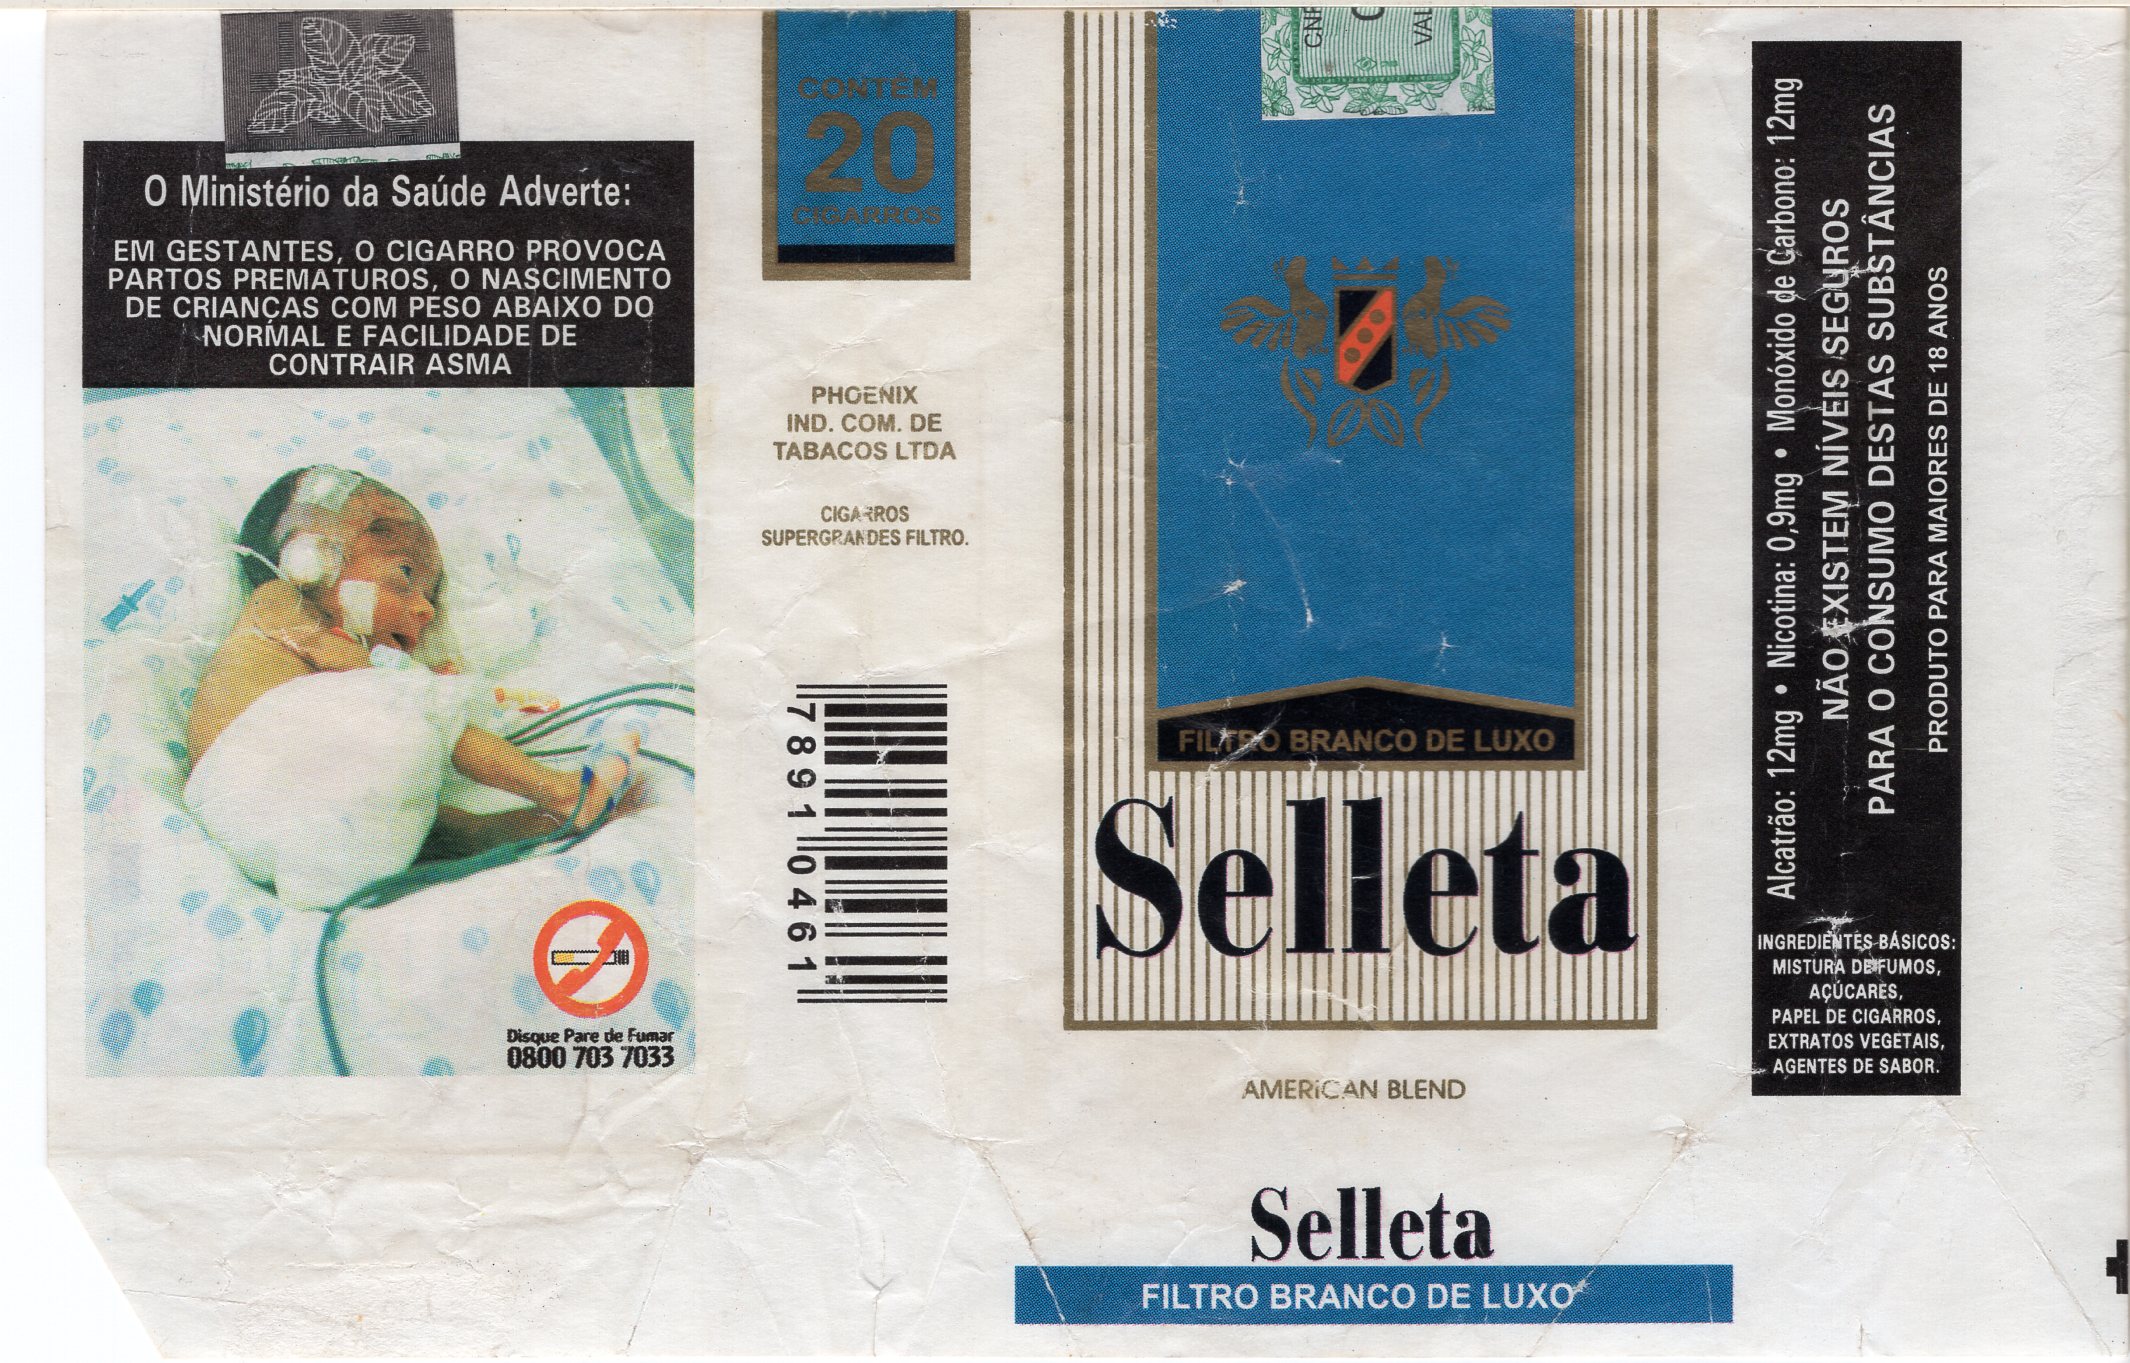 O Ministério da Saúde Adverte:
EM GESTANTES, O CIGARRO PROVOCA
PARTOS PREMATUROS, O NASCIMENTO
DE CRIANÇAS COM PESO ABAIXO DO
NORMAL E FACILIDADE DE
CONTRAIR ASMA
Disque Pare de Fumar
0800 703 7033
CONTÉM
20
CIGARROS
PHOENIX
IND. COM. DE
TABACOS LTDA
CIGARROS
SUPERGRANDES FILTRO.
7891 0461
VAL
FILTRO BRANCO DE LUXO
Selleta
AMERICAN BLEND
Selleta
FILTRO BRANCO DE LUXO
Alcatrão: 12mg • Nicotina: 0,9mg • Monóxido de Carbono: 12mg
NÃO EXISTEM NÍVEIS SEGUROS
PARA O CONSUMO DESTAS SUBSTÂNCIAS
PRODUTO PARA MAIORES DE 18 ANOS
INGREDIENTES BÁSICOS:
MISTURA DE FUMOS,
AÇÚCARES,
PAPEL DE CIGARROS,
EXTRATOS VEGETAIS,
AGENTES DE SABOR.